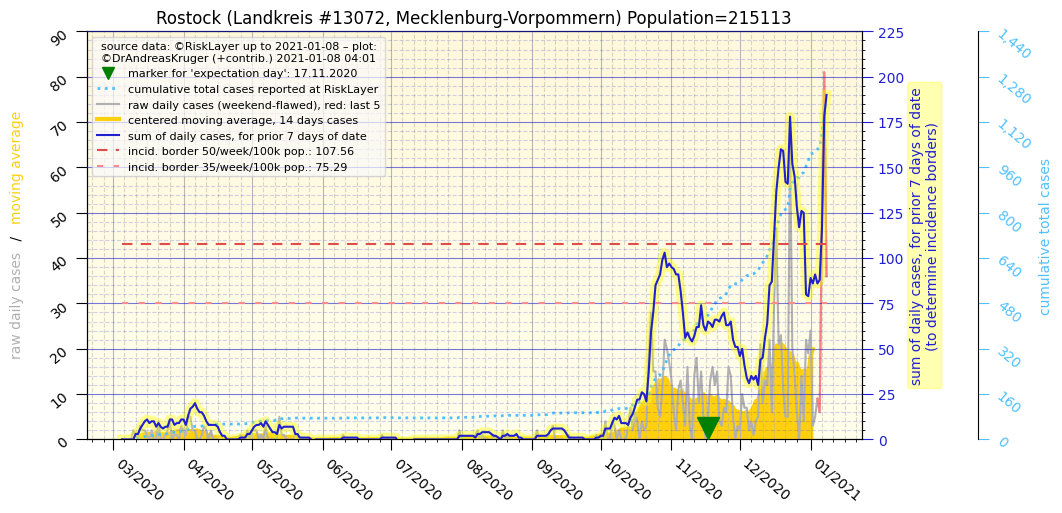 Rostock (Landkreis #13072, Mecklenburg-Vorpommern) Population=215113
source data: ©RiskLayer up to 2021-01-08 – plot:
©DrAndreasKruger (+contrib.) 2021-01-08 04:01
marker for 'expectation day': 17.11.2020
cumulative total cases reported at RiskLayer
raw daily cases (weekend-flawed), red: last 5
centered moving average, 14 days cases
sum of daily cases, for prior 7 days of date
incid. border 50/week/100k pop.: 107.56
incid. border 35/week/100k pop.: 75.29
raw daily cases / moving average
90
80
70
60
50
40
30
20
10
0
03/2020
04/2020
05/2020
06/2020
07/2020
08/2020
09/2020
10/2020
11/2020
12/2020
01/2021
225
200
175
150
125
100
75
50
25
0
sum of daily cases, for prior 7 days of date
(to determine incidence borders)
1,440
1,280
1,120
960
800
640
480
320
160
0
cumulative total cases